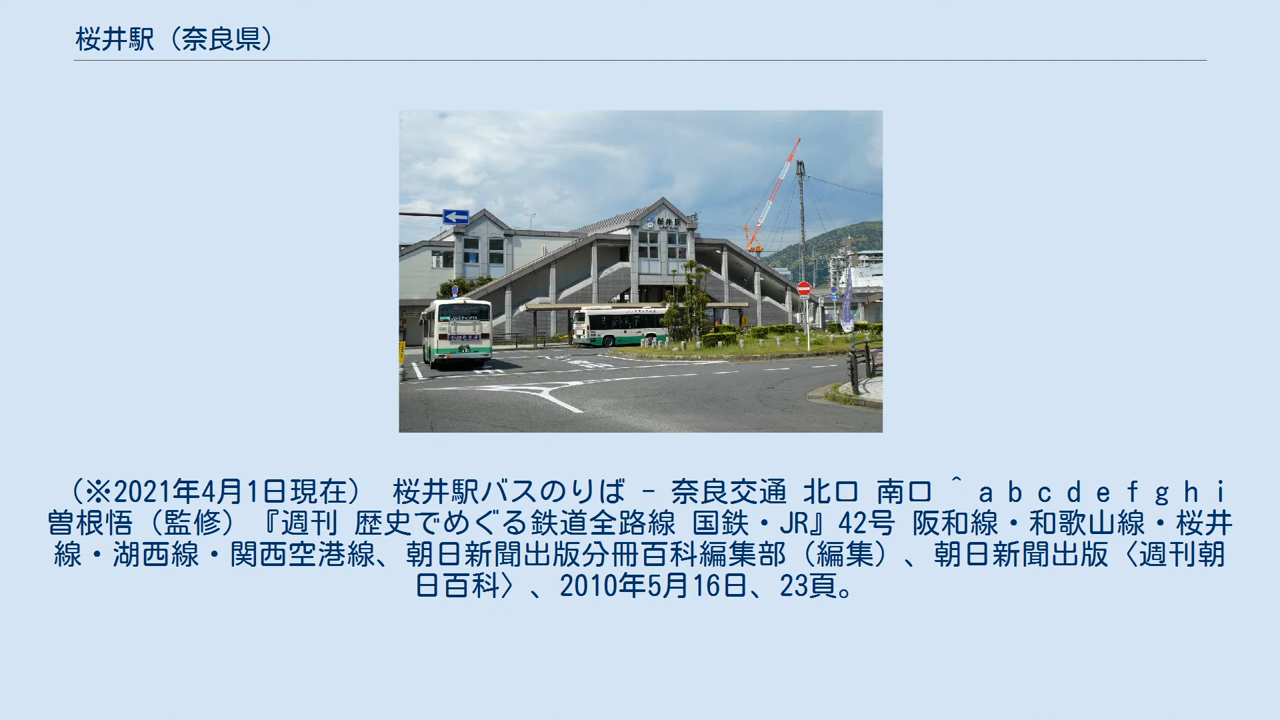 桜井駅（奈良県）
桜井駅
（※2021年4月1日現在） 桜井駅バスのりば - 奈良交通 北口 南口 ^ a b c d e f g h i
曽根悟（監修）『週刊 歴史でめぐる鉄道全路線 国鉄・JR』42号 阪和線・和歌山線・桜井
線・湖西線・関西空港線、朝日新聞出版分冊百科編集部（編集）、朝日新聞出版〈週刊朝
日百科〉、2010年5月16日、23頁。